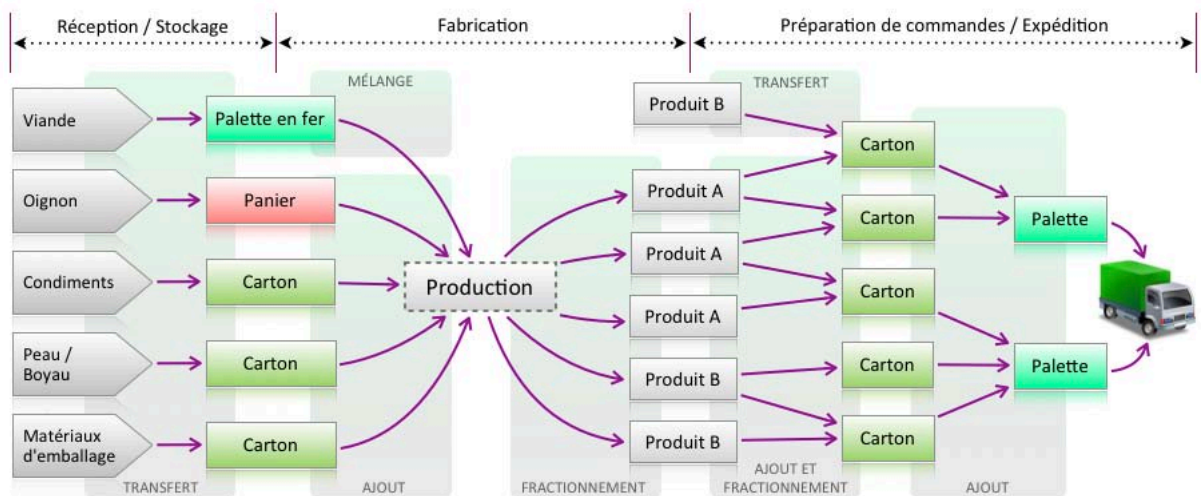 Réception / Stockage
Fabrication
Préparation de commandes / Expédition
MÉLANGE
TRANSFERT
Viande
Palette en fer
Produit B
Carton
Oignon
Panier
Produit A
Carton
Palette
Condiments
Carton
Production
Produit A
Carton
Produit A
Peau /
Boyau
Carton
Produit B
Carton
Palette
Matériaux
d'emballage
Carton
Produit B
Carton
TRANSFERT
AJOUT
FRACTIONNEMENT
AJOUT ET
FRACTIONNEMENT
AJOUT